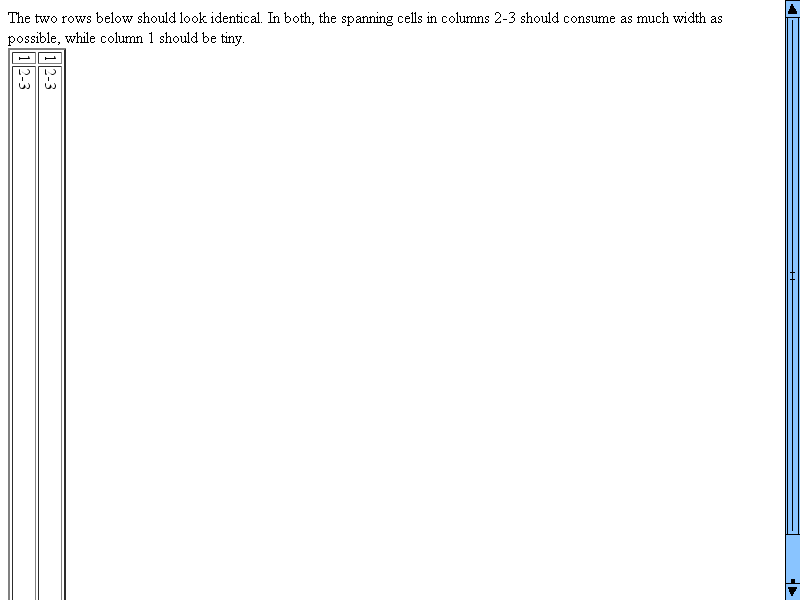 The two rows below should look identical. In both, the spanning cells in columns 2-3 should consume as much width as
possible, while column 1 should be tiny.
1 2-3
1 2-3